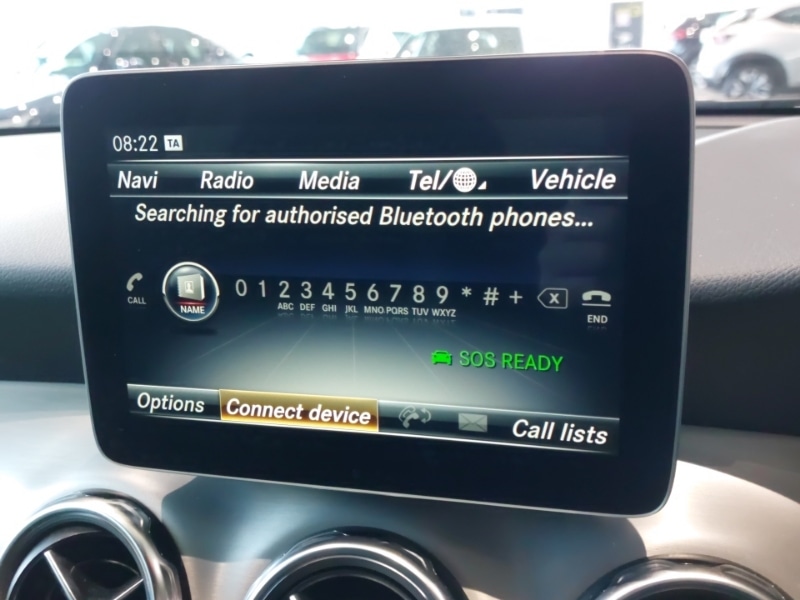 08:22 TA
Navi Radio Media Tel/ Vehicle
Searching for authorised Bluetooth phones...
CALL NAME 0 1 2 3 4 5 6 7 8 9 * # + X END
ABC DEF GHI JKL MNO PQRS TUV WXYZ
SOS READY
Options Connect device Call lists